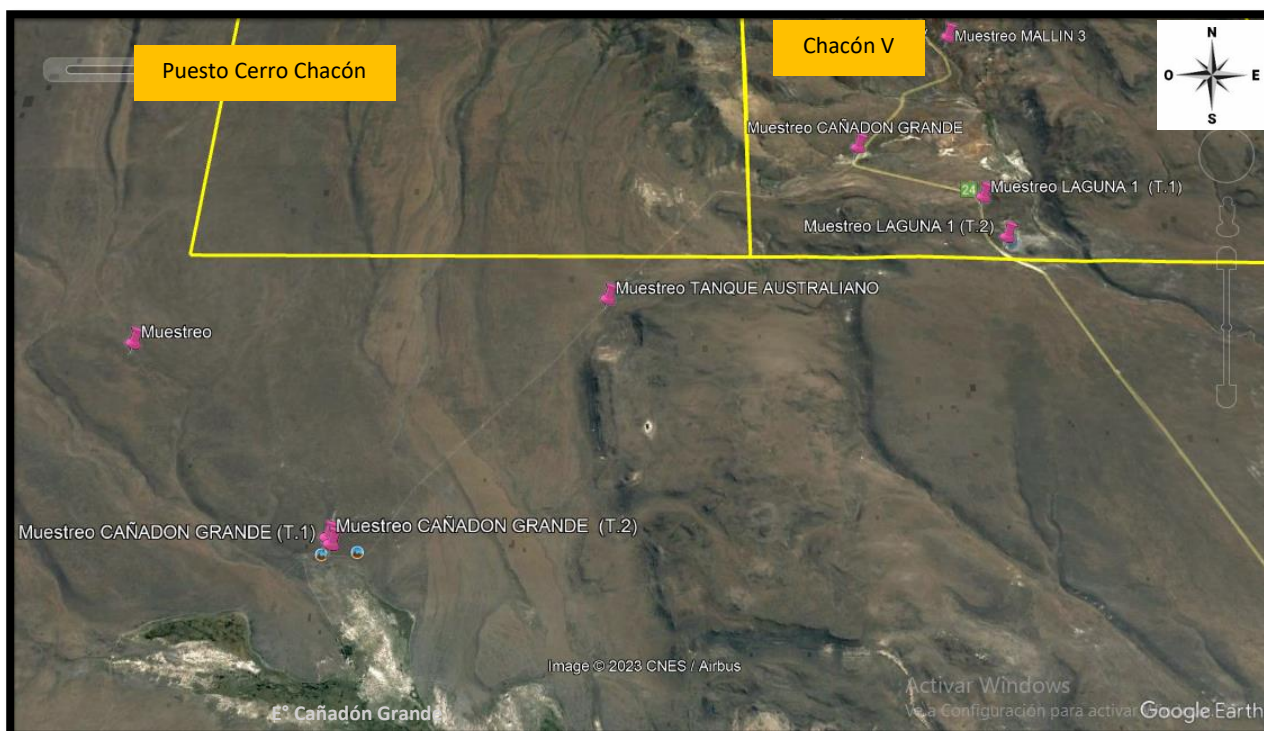 Puesto Cerro Chacón
Chacón V
N
O
E
S
Muestreo MALLIN 3
Muestreo CAÑADON GRANDE
24
Muestreo LAGUNA 1 (T.1)
Muestreo LAGUNA 1 (T.2)
Muestreo TANQUE AUSTRALIANO
Muestreo
Muestreo CAÑADON GRANDE (T.1)
Muestreo CAÑADON GRANDE (T.2)
Image © 2023 CNES / Airbus
Activar Windows
Ve a Configuración para activar
E° Cañadón Grande
Google Earth